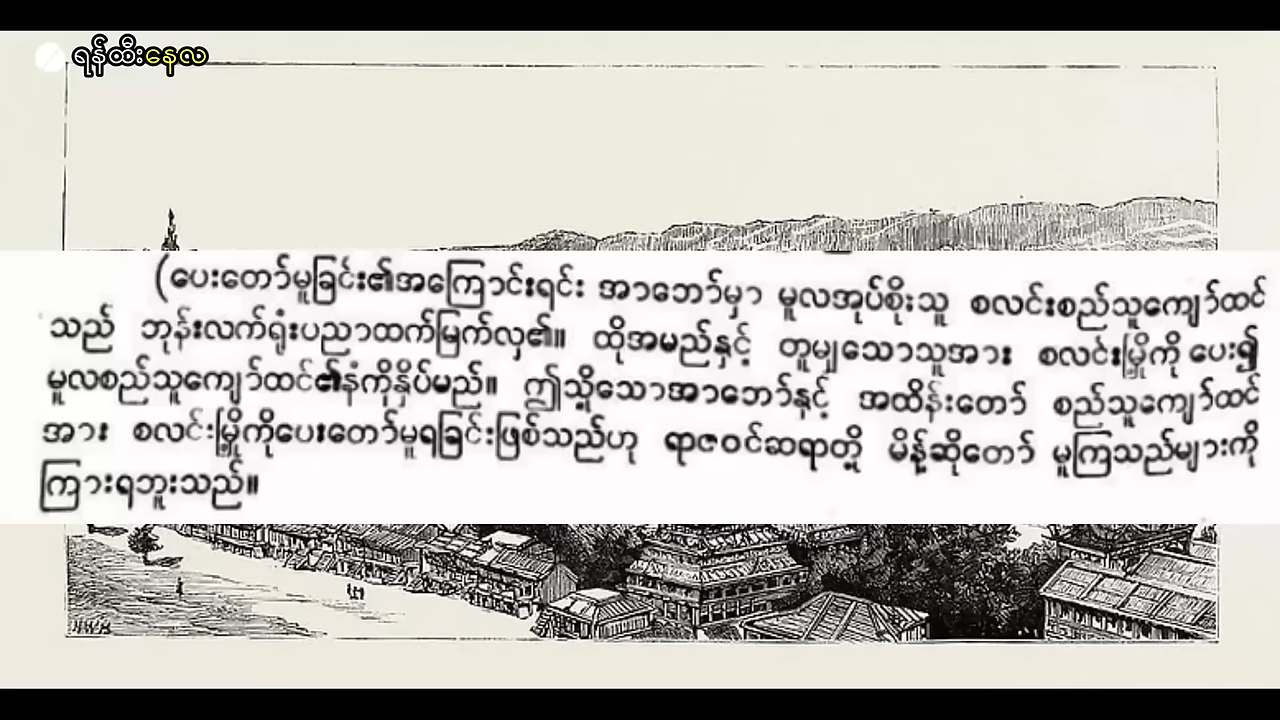 ရန်ထီးနေလ
(ပေးတော်မူခြင်း၏အကြောင်းရင်း အာဘော်မှာ မူလအုပ်စိုးသူ စလင်းစည်သူကျော်ထင်
သည် ဘုန်းလက်ရုံးပညာထက်မြက်လှ၏။ ထိုအမည်နှင့် တူမျှသောသူအား စလင်းမြို့ကို ပေး၍
မူလစည်သူကျော်ထင်၏နံကိုနှိပ်မည်။ ဤသို့သောအာဘော်နှင့် အထိန်းတော် စည်သူကျော်ထင်
အား စလင်းမြို့ကိုပေးတော်မူရခြင်းဖြစ်သည်ဟု ရာဇဝင်ဆရာတို့ မိန့်ဆိုတော် မူကြသည်များကို
ကြားရဘူးသည်။
HWM